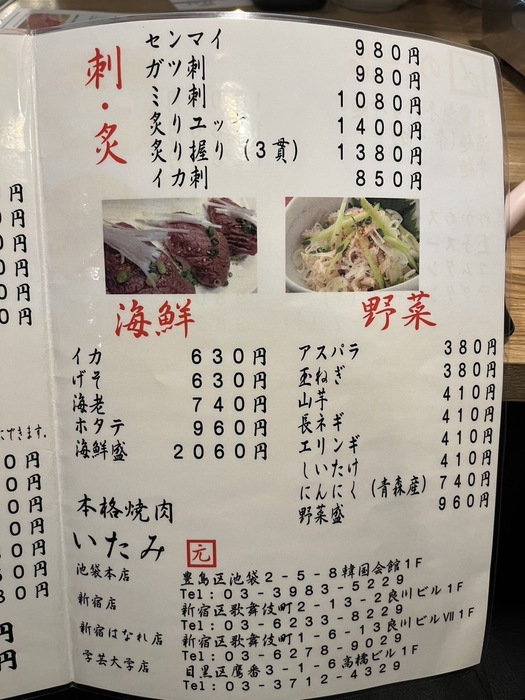 刺・炙
センマイ 980円
ガツ刺 980円
ミノ刺 1080円
炙りユッケ 1400円
炙り握り(3貫) 1380円
イカ刺 850円
海鮮
イカ 630円
げそ 630円
海老 740円
ホタテ 960円
海鮮盛 2060円
野菜
アスパラ 380円
玉ねぎ 380円
山芋 410円
長ネギ 410円
エリンギ 410円
しいたけ 410円
にんにく(青森産) 740円
野菜盛 960円
本格焼肉
いたみ 元
池袋本店 豊島区池袋2-5-8韓国会館1F
Tel:03-3983-5229
新宿店 新宿区歌舞伎町2-13-2良川ビル1F
Tel:03-6233-8229
新宿はなれ店 新宿区歌舞伎町1-6-13良川ビルⅦ1F
Tel:03-6278-9029
学芸大学店 目黒区鷹番3-1-6高橋ビル1F
Tel:03-3712-4329
できます.